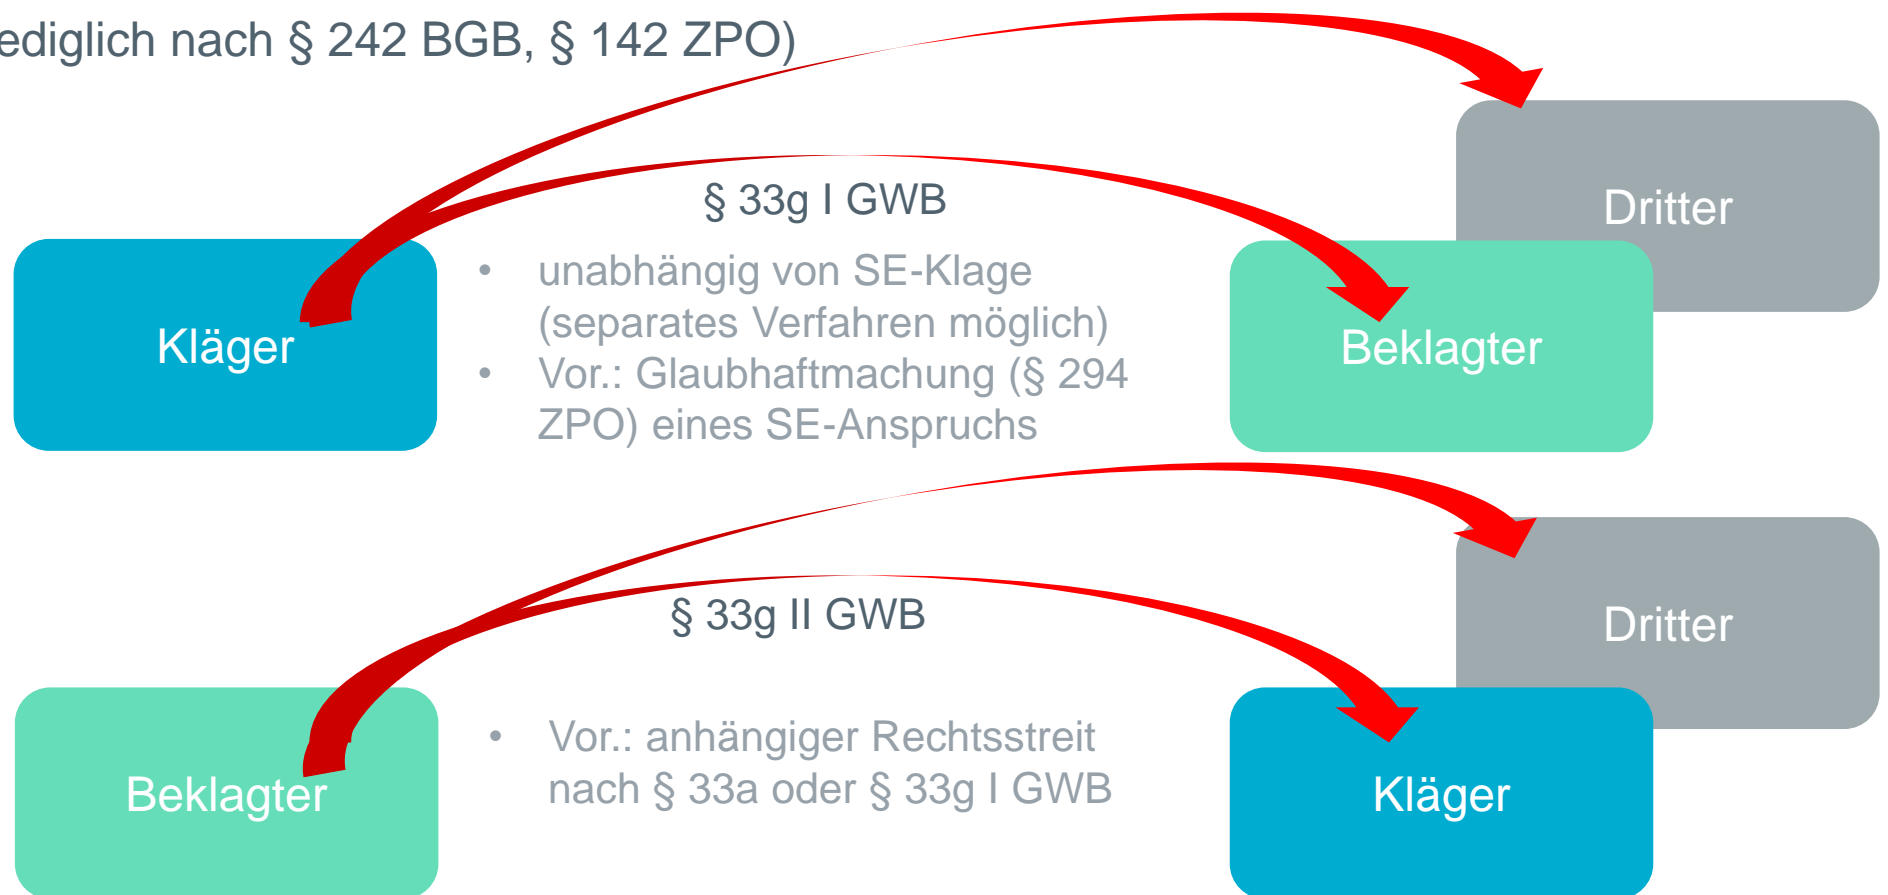 ediglich nach § 242 BGB, § 142 ZPO)
Dritter
§ 33g I GWB
Kläger
• unabhängig von SE-Klage
(separates Verfahren möglich)
• Vor.: Glaubhaftmachung (§ 294
ZPO) eines SE-Anspruchs
Beklagter
Dritter
§ 33g II GWB
Beklagter
• Vor.: anhängiger Rechtsstreit
nach § 33a oder § 33g I GWB
Kläger